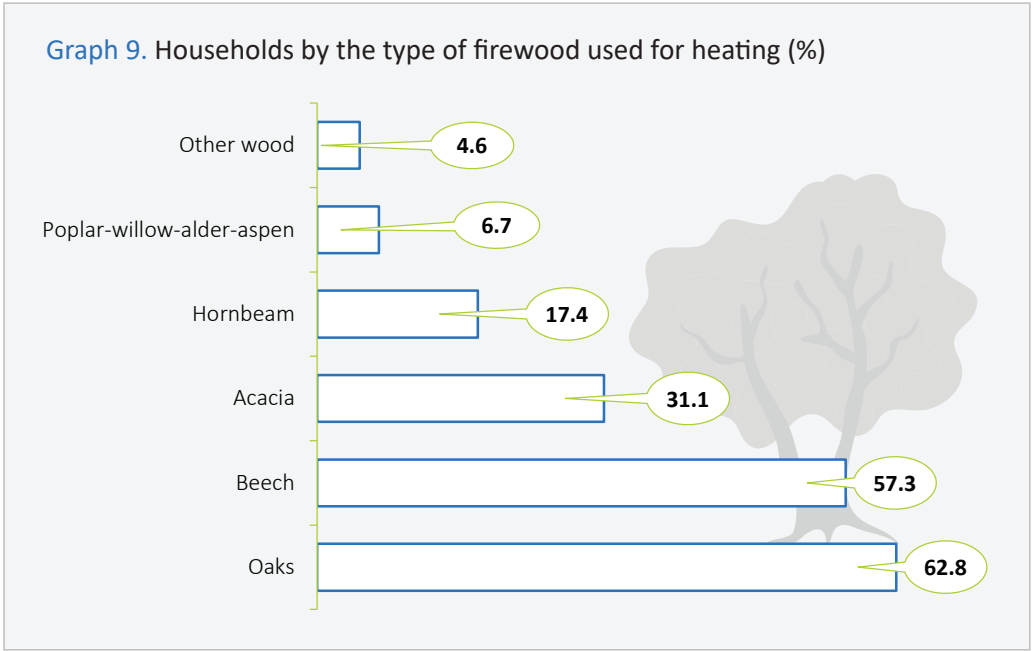 Graph 9. Households by the type of firewood used for heating (%)
Other wood
4.6
Poplar-willow-alder-aspen
6.7
Hornbeam
17.4
Acacia
31.1
Beech
57.3
Oaks
62.8